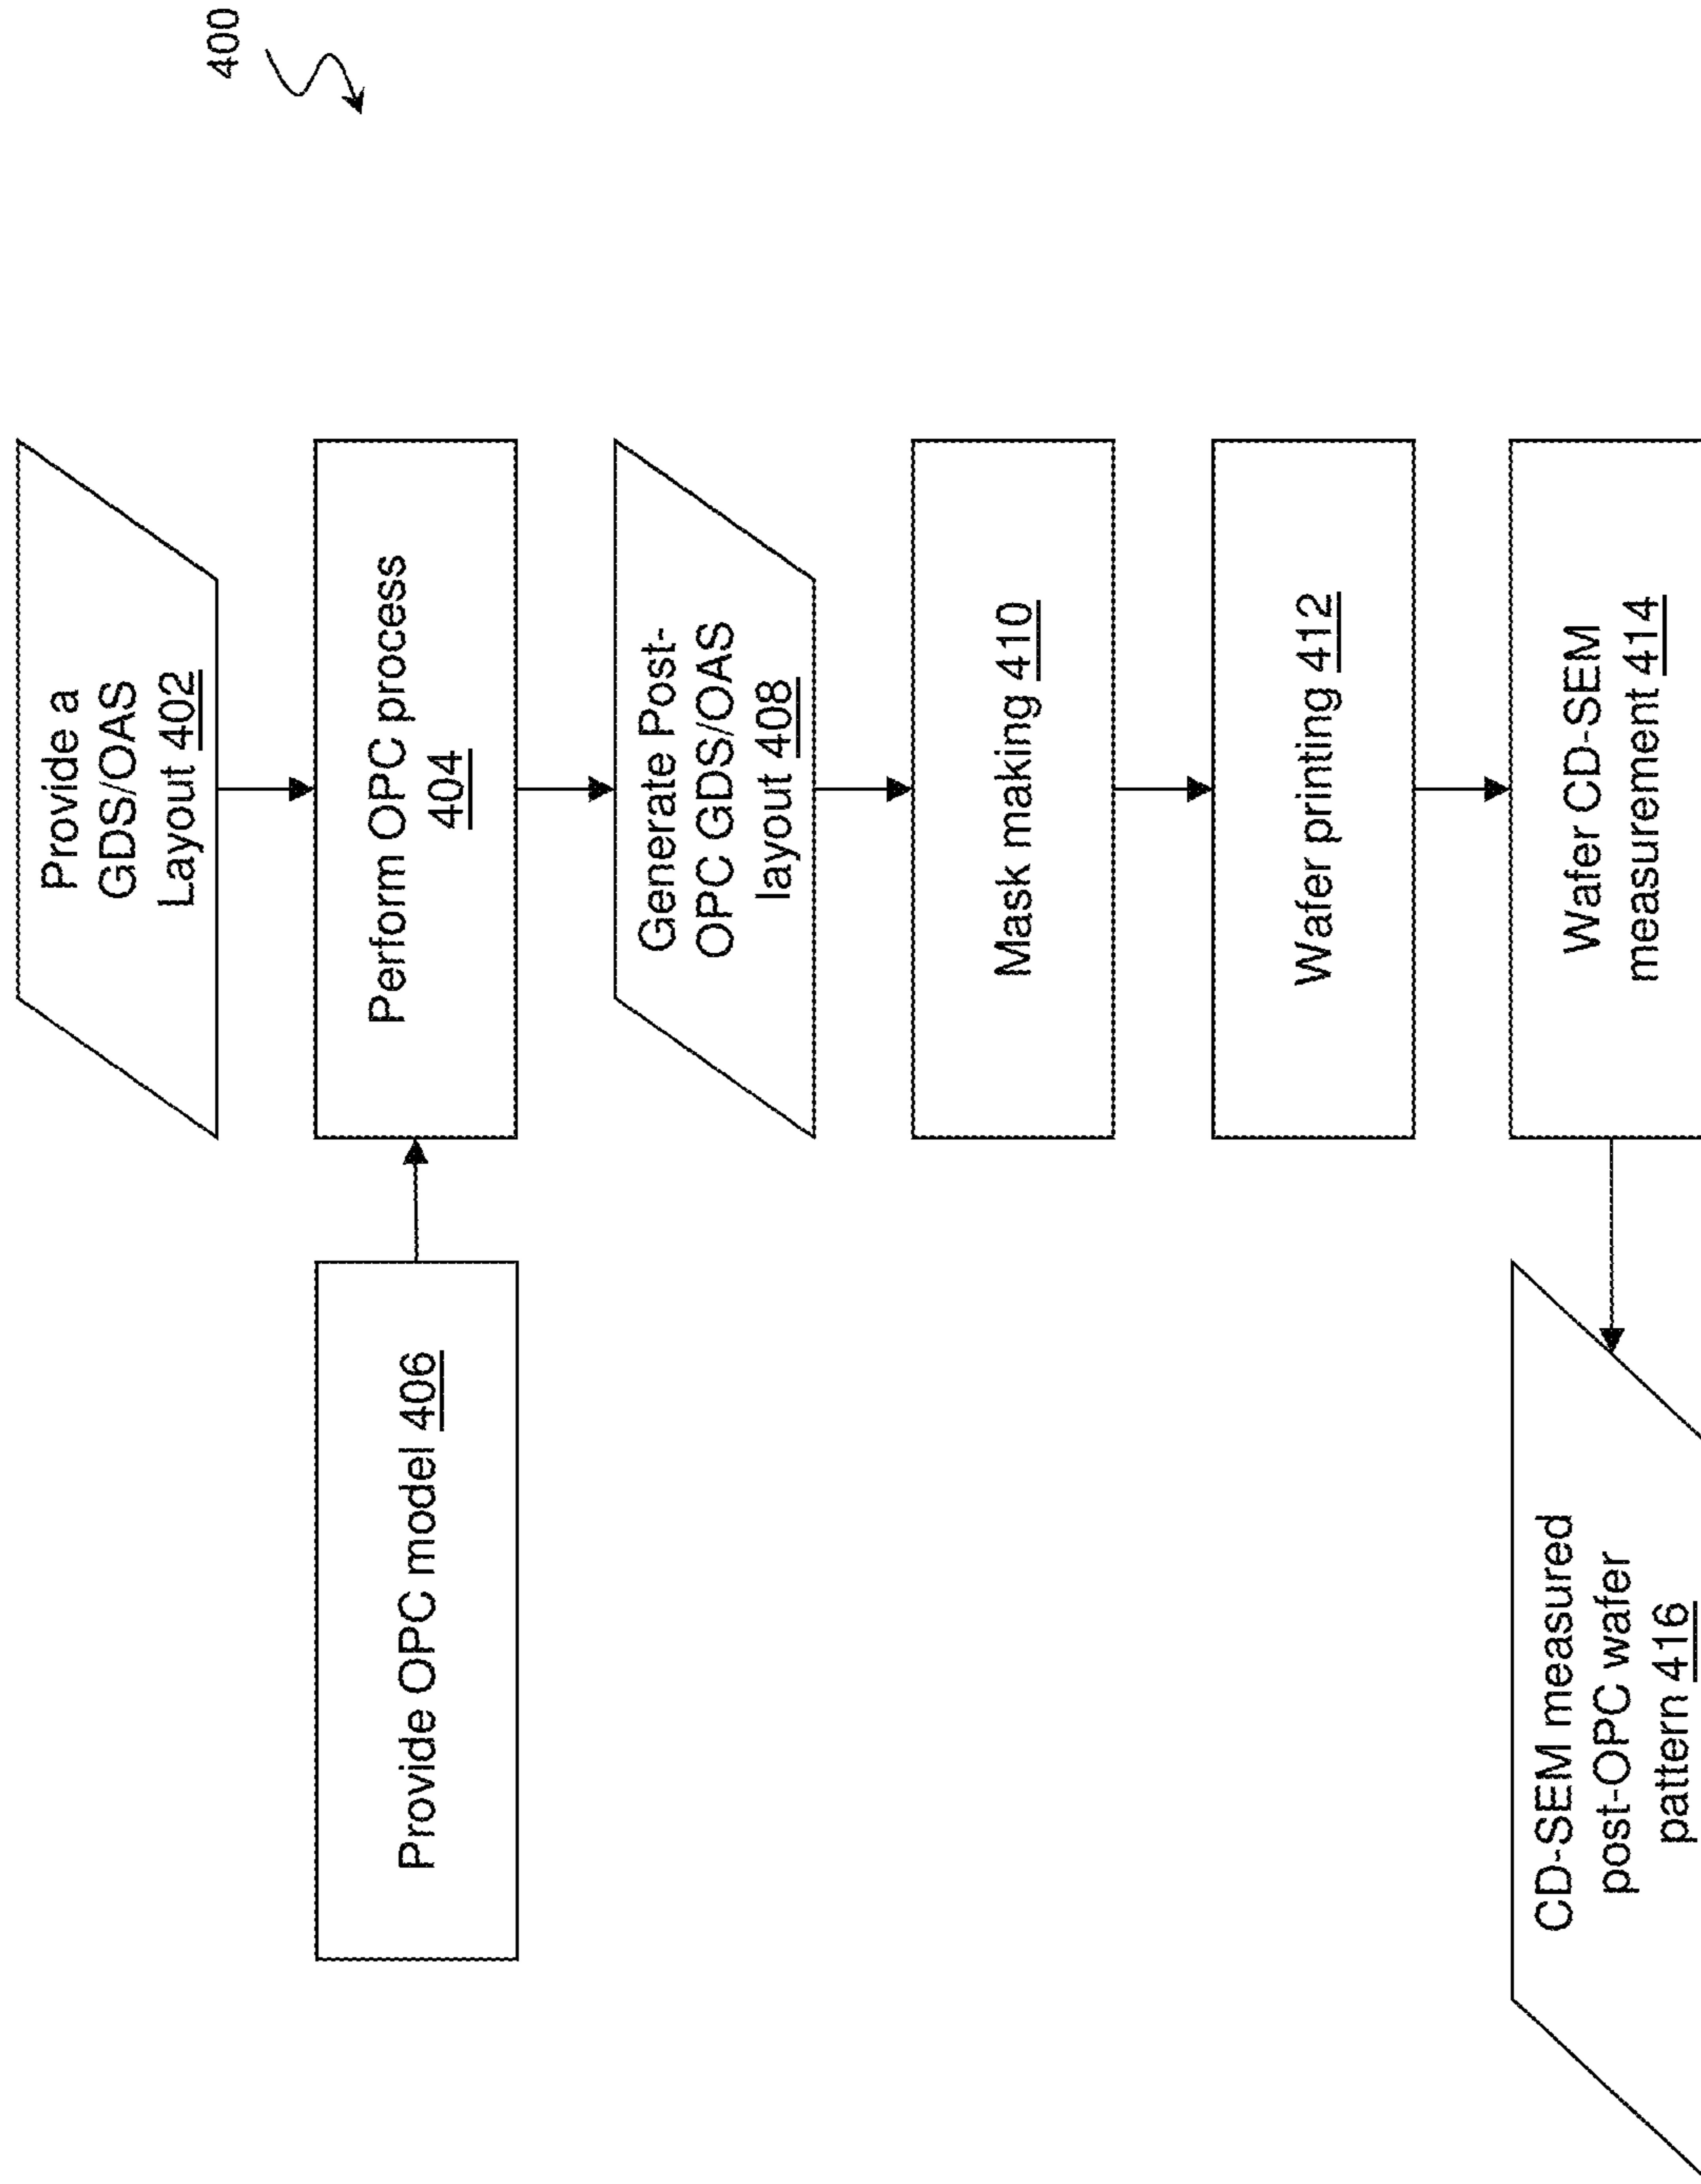 400
Provide a
GDS/OAS
Layout 402
Provide OPC model 406
Perform OPC process
404
Generate Post-
OPC GDS/OAS
layout 408
Mask making 410
Wafer printing 412
CD-SEM measured
post-OPC wafer
pattern 416
Wafer CD-SEM
measurement 414